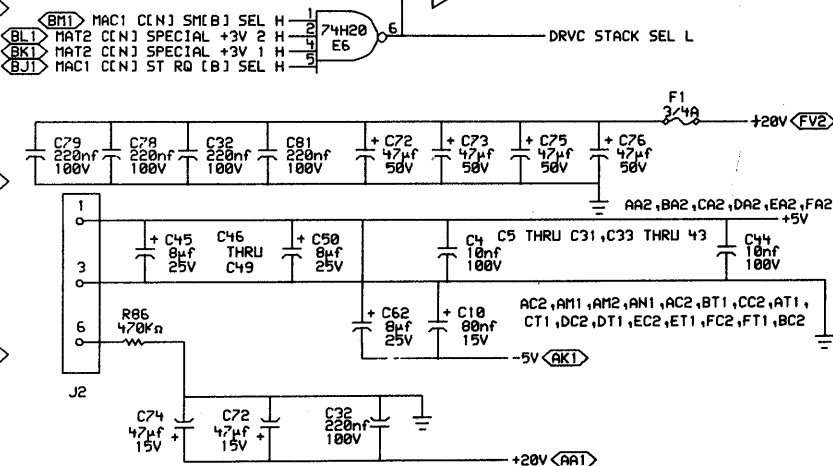 BM1 MAC1 C[N] SM[B] SEL H 1
BL1 MAT2 C[N] SPECIAL +3V 2 H 2
BK1 MAT2 C[N] SPECIAL +3V 1 H 4
BJ1 MAC1 C[N] ST RQ [B] SEL H 5
74H20
E6
6
DRVC STACK SEL L
F1
3/4A
+20V FV2
C79
220nf
100V
C78
220nf
100V
C32
220nf
100V
C81
220nf
100V
+ C72
47µf
50V
+ C73
47µf
50V
+ C75
47µf
50V
+ C76
47µf
50V
AA2,BA2,CA2,DA2,EA2,FA2
+5V
1
3
6
J2
+ C45
8µf
25V
C46
THRU
C49
+ C50
8µf
25V
C4
10nf
100V
C5 THRU C31,C33 THRU 43
C44
10nf
100V
R86
470KΩ
+ C62
8µf
25V
+ C10
80nf
15V
AC2,AM1,AM2,AN1,AC2,BT1,CC2,AT1,
CT1,DC2,DT1,EC2,ET1,FC2,FT1,BC2
-5V AK1
C74
47µf
15V +
C72
47µf
15V +
C32
220nf
100V
+20V AA1